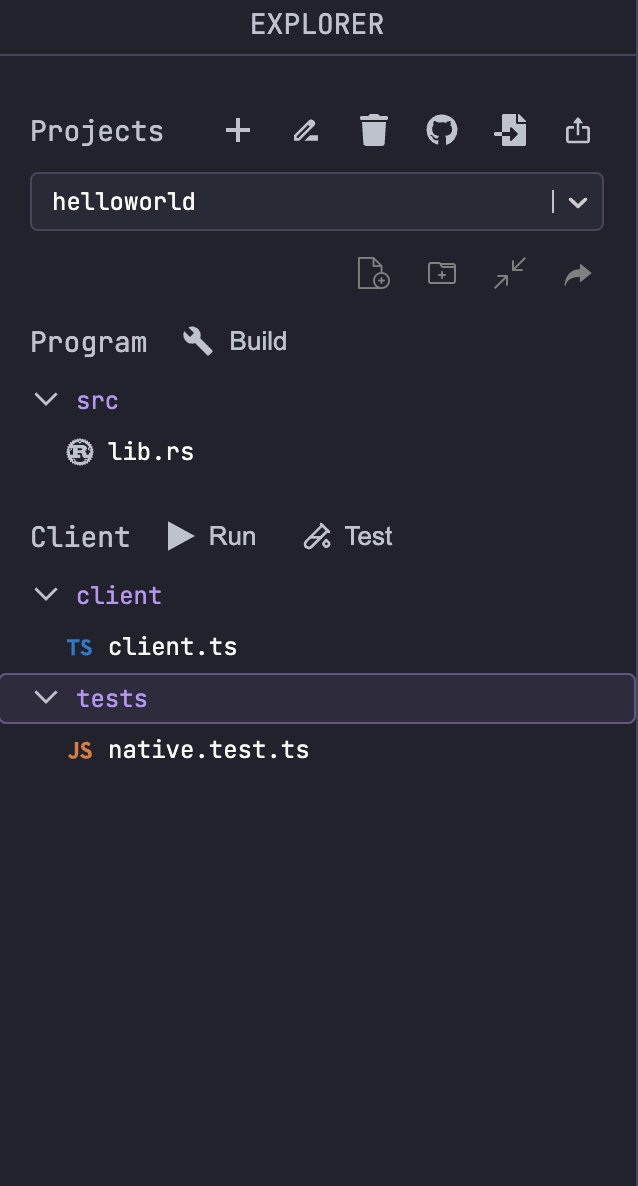 EXPLORER
Projects
helloworld
Program Build
src
lib.rs
Client Run Test
client
TS client.ts
tests
JS native.test.ts